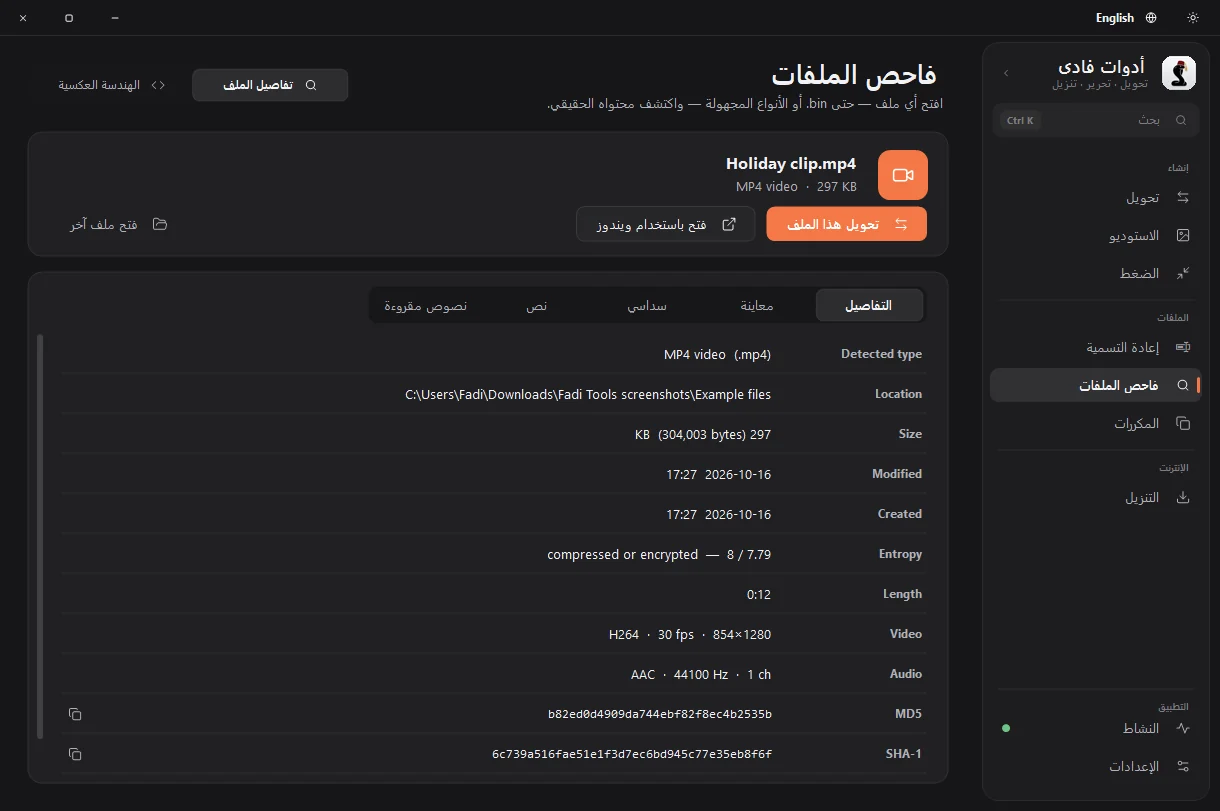 English
أدوات فادى
تحويل · تحرير · تنزيل
بحث
Ctrl K
إنشاء
تحويل
الاستوديو
الضغط
الملفات
إعادة التسمية
فاحص الملفات
المكررات
الإنترنت
التنزيل
التطبيق
النشاط
الإعدادات
فاحص الملفات
افتح أي ملف — حتى .bin أو الأنواع المجهولة — واكتشف محتواه الحقيقي.
تفاصيل الملف
الهندسة العكسية
Holiday clip.mp4
MP4 video · 297 KB
تحويل هذا الملف
فتح باستخدام ويندوز
فتح ملف آخر
التفاصيل
معاينة
سداسي
نص
نصوص مقروءة
Detected type
MP4 video (.mp4)
Location
C:\Users\Fadi\Downloads\Fadi Tools screenshots\Example files
Size
KB (304,003 bytes) 297
Modified
17:27 2026-10-16
Created
17:27 2026-10-16
Entropy
compressed or encrypted — 8 / 7.79
Length
0:12
Video
H264 · 30 fps · 854×1280
Audio
AAC · 44100 Hz · 1 ch
MD5
b82ed0d4909da744ebf82f8ec4b2535b
SHA-1
6c739a516fae51e1f3d7ec6bd945c77e35eb8f6f